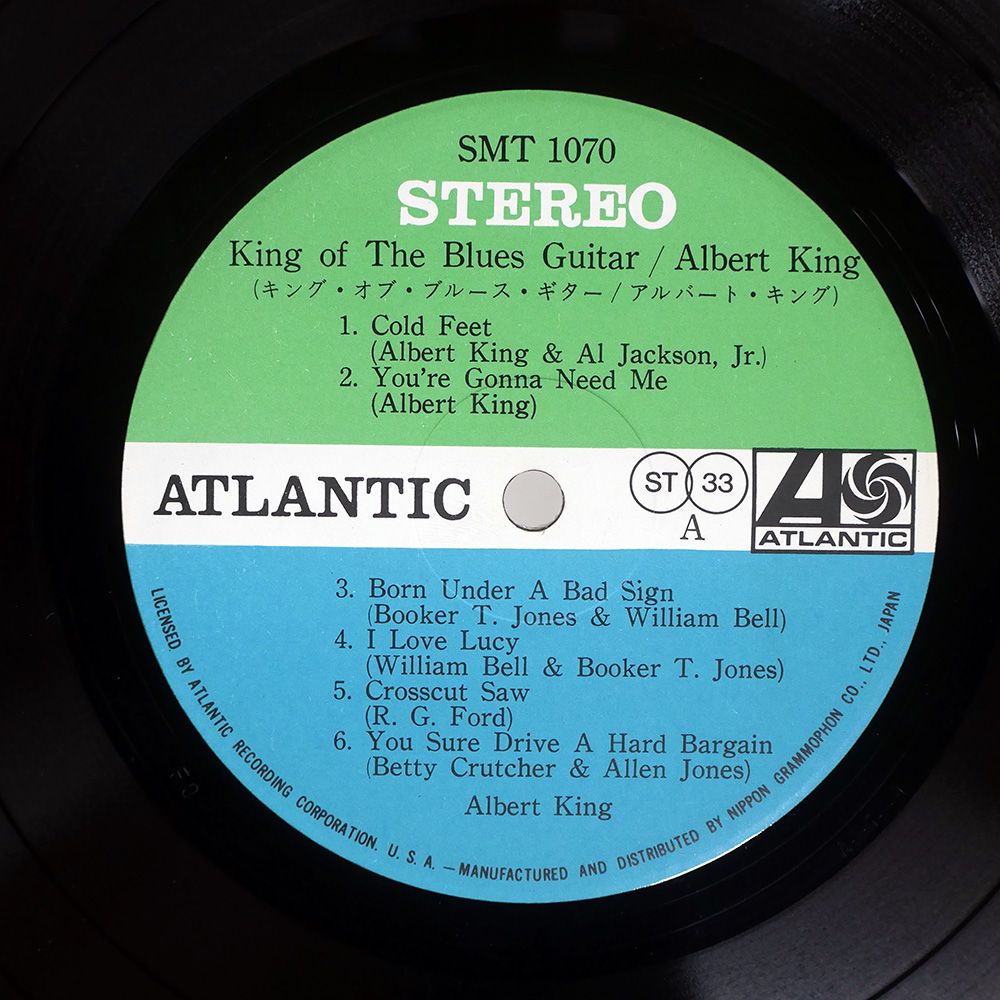 SMT 1070
STEREO
King of The Blues Guitar / Albert King
(キング・オブ・ブルース・ギター / アルバート・キング)
1. Cold Feet
(Albert King & Al Jackson, Jr.)
2. You're Gonna Need Me
(Albert King)
ATLANTIC
ST 33
A
ATLANTIC
3. Born Under A Bad Sign
(Booker T. Jones & William Bell)
4. I Love Lucy
(William Bell & Booker T. Jones)
5. Crosscut Saw
(R. G. Ford)
6. You Sure Drive A Hard Bargain
(Betty Crutcher & Allen Jones)
Albert King
LICENSED BY ATLANTIC RECORDING CORPORATION. U. S. A. — MANUFACTURED AND DISTRIBUTED BY NIPPON GRAMMOPHON CO., LTD., JAPAN